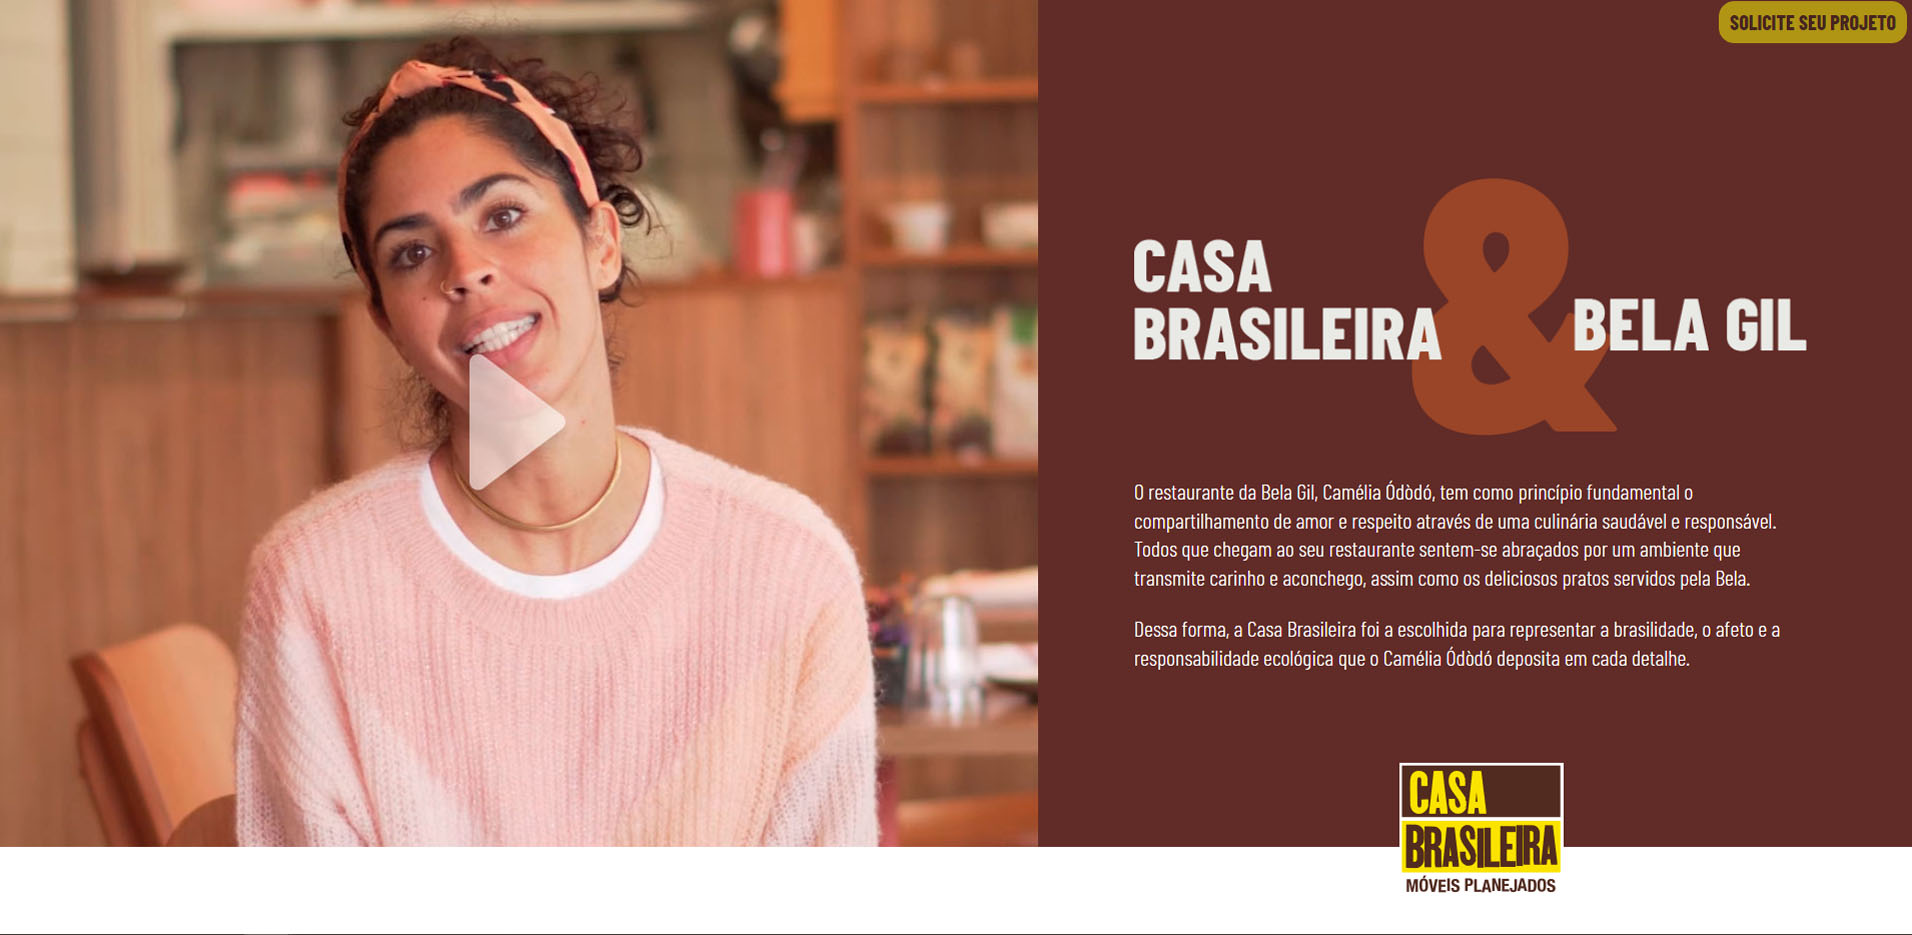 SOLICITE SEU PROJETO
CASA
BRASILEIRA
&
BELA GIL
O restaurante da Bela Gil, Camélia Ódòdó, tem como princípio fundamental o
compartilhamento de amor e respeito através de uma culinária saudável e responsável.
Todos que chegam ao seu restaurante sentem-se abraçados por um ambiente que
transmite carinho e aconchego, assim como os deliciosos pratos servidos pela Bela.
Dessa forma, a Casa Brasileira foi a escolhida para representar a brasilidade, o afeto e a
responsabilidade ecológica que o Camélia Ódòdó deposita em cada detalhe.
CASA
BRASILEIRA
MÓVEIS PLANEJADOS